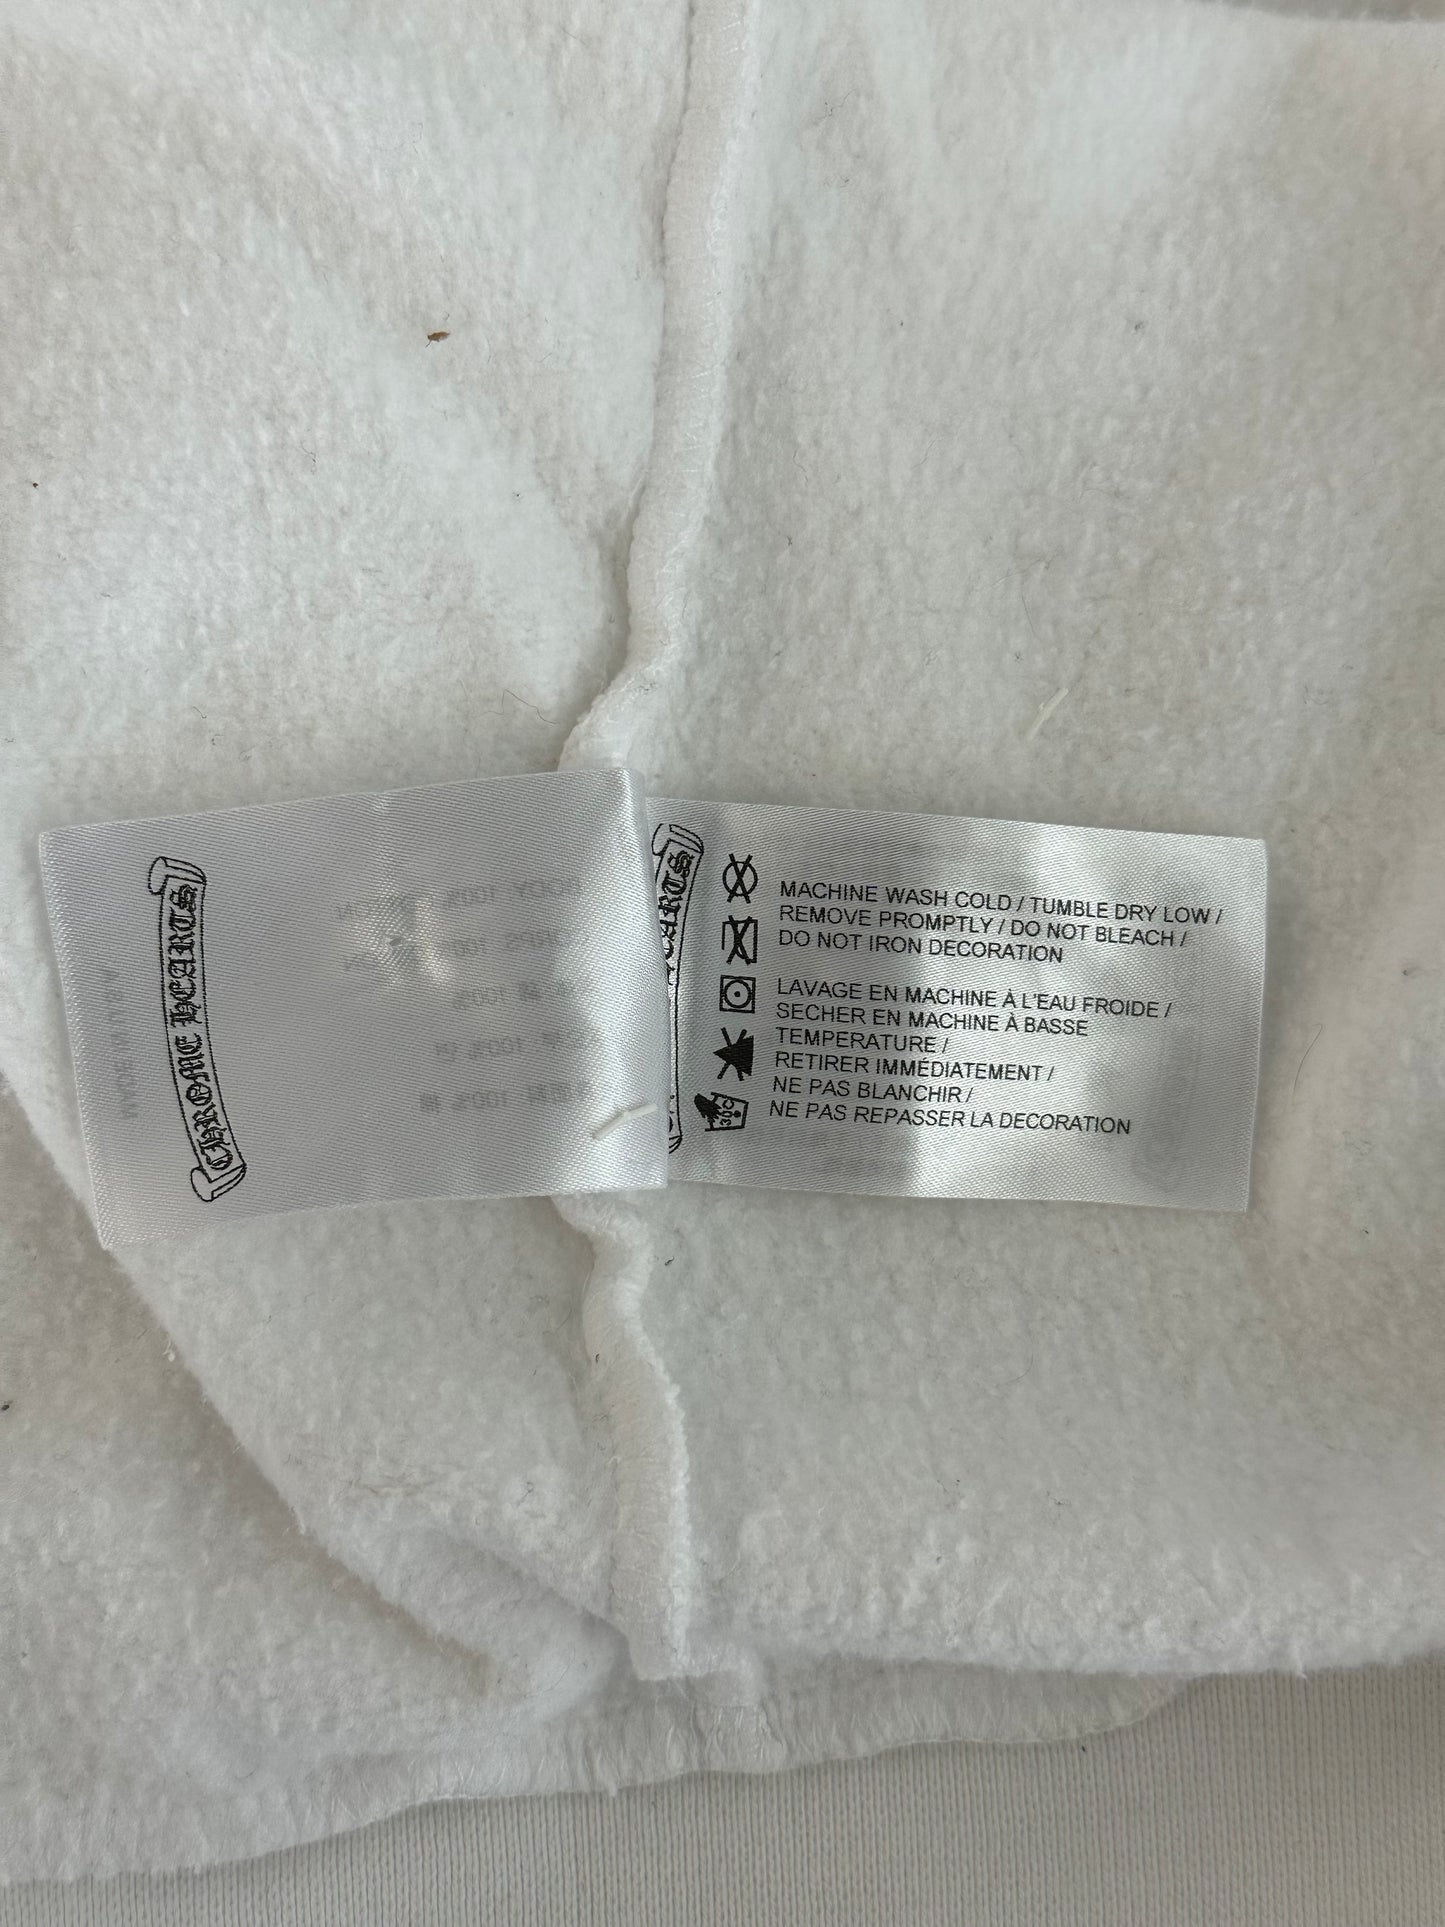 CHROME HEARTS
MACHINE WASH COLD / TUMBLE DRY LOW /
REMOVE PROMPTLY / DO NOT BLEACH /
DO NOT IRON DECORATION
LAVAGE EN MACHINE À L'EAU FROIDE /
SECHER EN MACHINE À BASSE
TEMPERATURE /
RETIRER IMMÉDIATEMENT /
NE PAS BLANCHIR /
NE PAS REPASSER LA DECORATION
30C